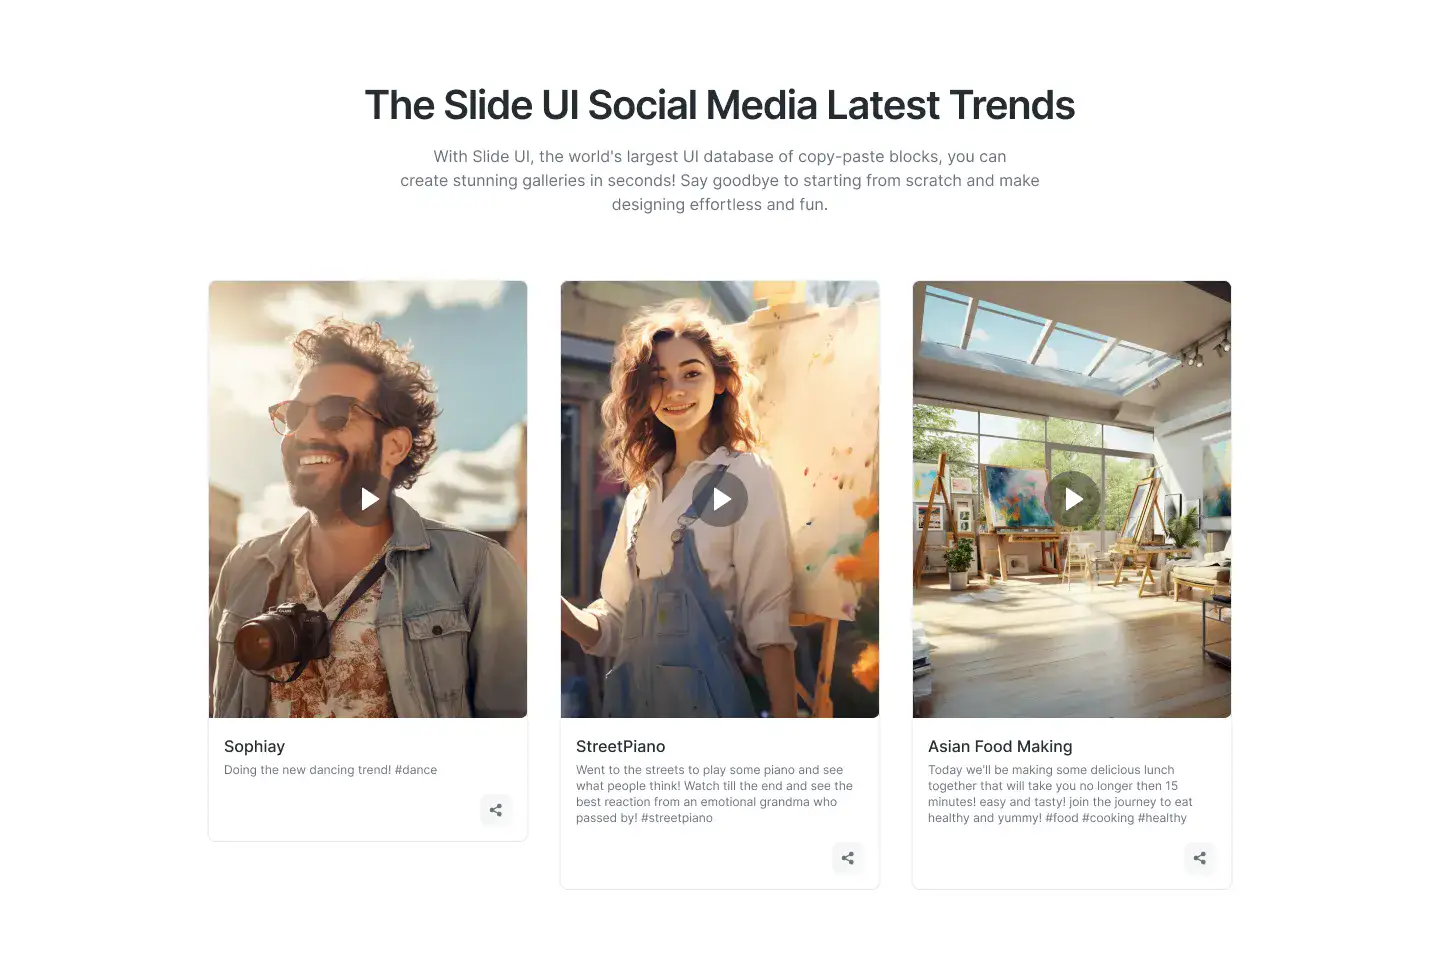 The Slide UI Social Media Latest Trends
With Slide UI, the world's largest UI database of copy-paste blocks, you can
create stunning galleries in seconds! Say goodbye to starting from scratch and make
designing effortless and fun.
Sophiay
Doing the new dancing trend! #dance
StreetPiano
Went to the streets to play some piano and see
what people think! Watch till the end and see the
best reaction from an emotional grandma who
passed by! #streetpiano
Asian Food Making
Today we'll be making some delicious lunch
together that will take you no longer then 15
minutes! easy and tasty! join the journey to eat
healthy and yummy! #food #cooking #healthy